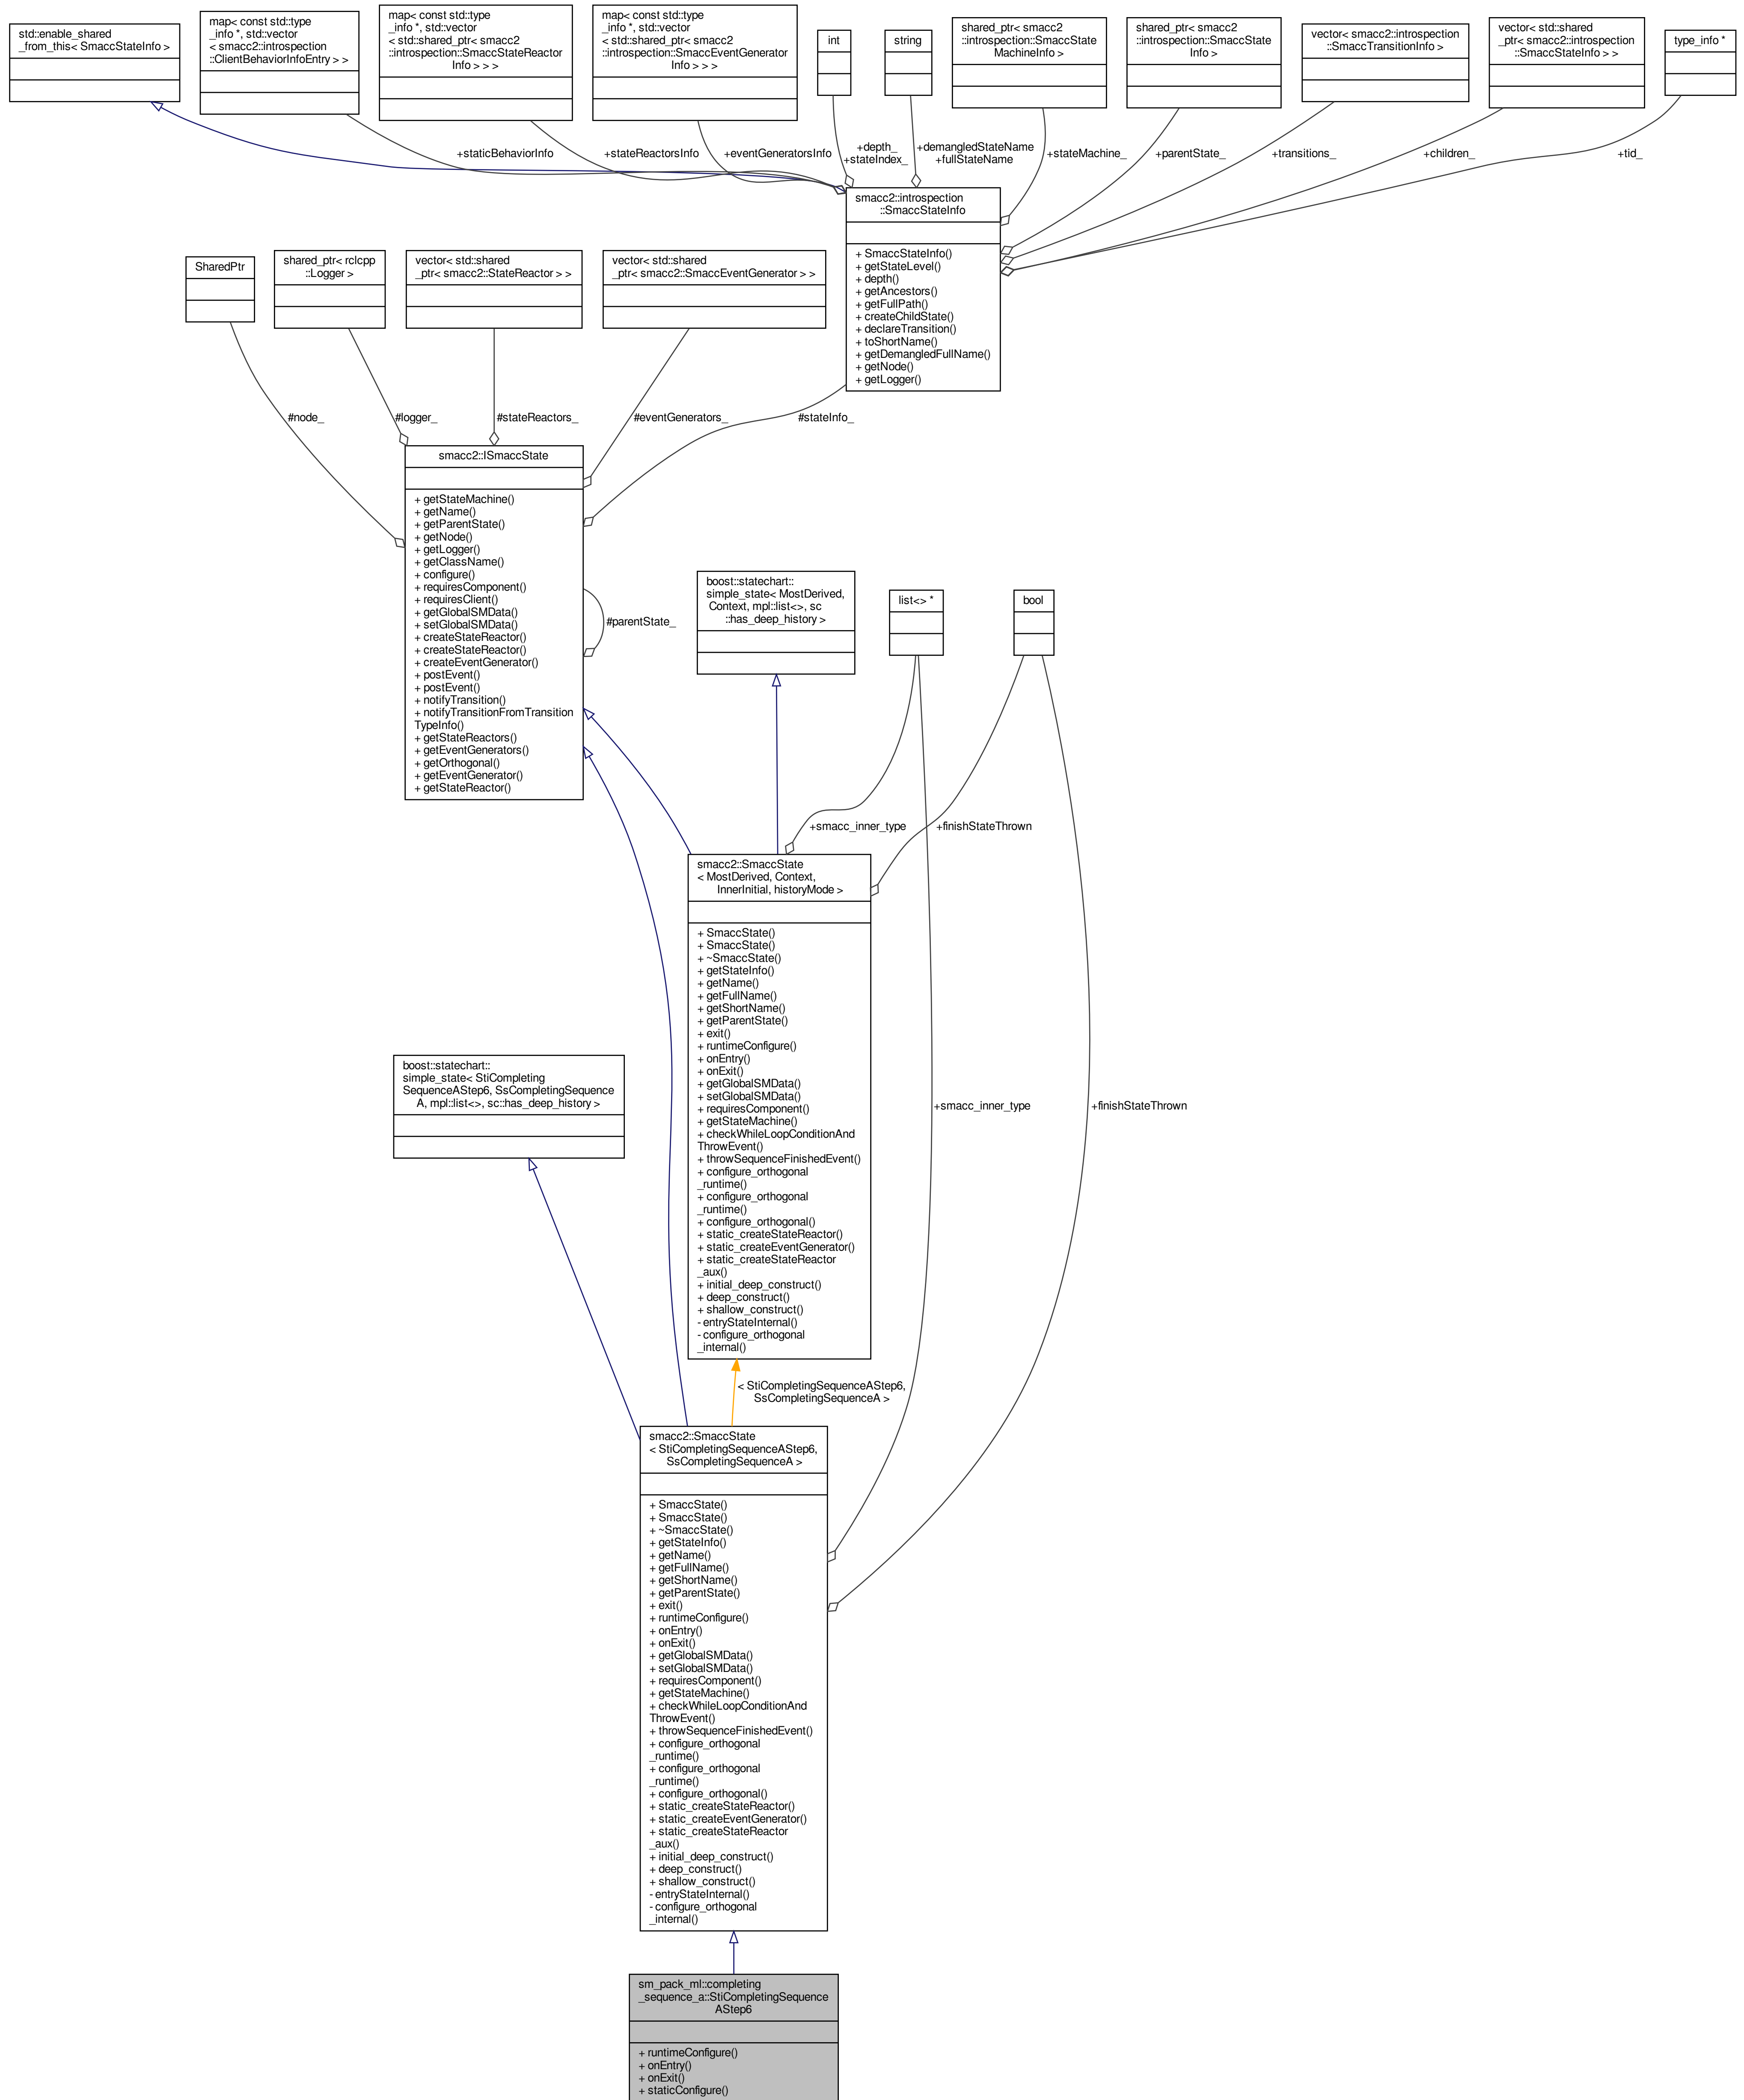 std::enable_shared
_from_this< SmaccStateInfo >
map< const std::type
_info *, std::vector
< smacc2::introspection
::ClientBehaviorInfoEntry > >
map< const std::type
_info *, std::vector
< std::shared_ptr< smacc2
::introspection::SmaccStateReactor
Info > > >
map< const std::type
_info *, std::vector
< std::shared_ptr< smacc2
::introspection::SmaccEventGenerator
Info > > >
int
string
shared_ptr< smacc2
::introspection::SmaccState
MachineInfo >
shared_ptr< smacc2
::introspection::SmaccState
Info >
vector< smacc2::introspection
::SmaccTransitionInfo >
vector< std::shared
_ptr< smacc2::introspection
::SmaccStateInfo > >
type_info *
+staticBehaviorInfo
+stateReactorsInfo
+eventGeneratorsInfo
+depth_
+stateIndex_
+demangledStateName
+fullStateName
+stateMachine_
+parentState_
+transitions_
+children_
+tid_
smacc2::introspection
::SmaccStateInfo
+ SmaccStateInfo()
+ getStateLevel()
+ depth()
+ getAncestors()
+ getFullPath()
+ createChildState()
+ declareTransition()
+ toShortName()
+ getDemangledFullName()
+ getNode()
+ getLogger()
SharedPtr
shared_ptr< rclcpp
::Logger >
vector< std::shared
_ptr< smacc2::StateReactor > >
vector< std::shared
_ptr< smacc2::SmaccEventGenerator > >
#node_
#logger_
#stateReactors_
#eventGenerators_
#stateInfo_
smacc2::ISmaccState
+ getStateMachine()
+ getName()
+ getParentState()
+ getNode()
+ getLogger()
+ getClassName()
+ configure()
+ requiresComponent()
+ requiresClient()
+ getGlobalSMData()
+ setGlobalSMData()
+ createStateReactor()
+ createStateReactor()
+ createEventGenerator()
+ postEvent()
+ postEvent()
+ notifyTransition()
+ notifyTransitionFromTransition
TypeInfo()
+ getStateReactors()
+ getEventGenerators()
+ getOrthogonal()
+ getEventGenerator()
+ getStateReactor()
#parentState_
boost::statechart::
simple_state< MostDerived,
Context, mpl::list<>, sc
::has_deep_history >
list<> *
bool
+smacc_inner_type
+finishStateThrown
smacc2::SmaccState
< MostDerived, Context,
InnerInitial, historyMode >
+ SmaccState()
+ SmaccState()
+ ~SmaccState()
+ getStateInfo()
+ getName()
+ getFullName()
+ getShortName()
+ getParentState()
+ exit()
+ runtimeConfigure()
+ onEntry()
+ onExit()
+ getGlobalSMData()
+ setGlobalSMData()
+ requiresComponent()
+ getStateMachine()
+ checkWhileLoopConditionAnd
ThrowEvent()
+ throwSequenceFinishedEvent()
+ configure_orthogonal
_runtime()
+ configure_orthogonal
_runtime()
+ configure_orthogonal()
+ static_createStateReactor()
+ static_createEventGenerator()
+ static_createStateReactor
_aux()
+ initial_deep_construct()
+ deep_construct()
+ shallow_construct()
- entryStateInternal()
- configure_orthogonal
_internal()
boost::statechart::
simple_state< StiCompleting
SequenceAStep6, SsCompletingSequence
A, mpl::list<>, sc::has_deep_history >
+smacc_inner_type
+finishStateThrown
< StiCompletingSequenceAStep6,
SsCompletingSequenceA >
smacc2::SmaccState
< StiCompletingSequenceAStep6,
SsCompletingSequenceA >
+ SmaccState()
+ SmaccState()
+ ~SmaccState()
+ getStateInfo()
+ getName()
+ getFullName()
+ getShortName()
+ getParentState()
+ exit()
+ runtimeConfigure()
+ onEntry()
+ onExit()
+ getGlobalSMData()
+ setGlobalSMData()
+ requiresComponent()
+ getStateMachine()
+ checkWhileLoopConditionAnd
ThrowEvent()
+ throwSequenceFinishedEvent()
+ configure_orthogonal
_runtime()
+ configure_orthogonal
_runtime()
+ configure_orthogonal()
+ static_createStateReactor()
+ static_createEventGenerator()
+ static_createStateReactor
_aux()
+ initial_deep_construct()
+ deep_construct()
+ shallow_construct()
- entryStateInternal()
- configure_orthogonal
_internal()
sm_pack_ml::completing
_sequence_a::StiCompletingSequence
AStep6
+ runtimeConfigure()
+ onEntry()
+ onExit()
+ staticConfigure()